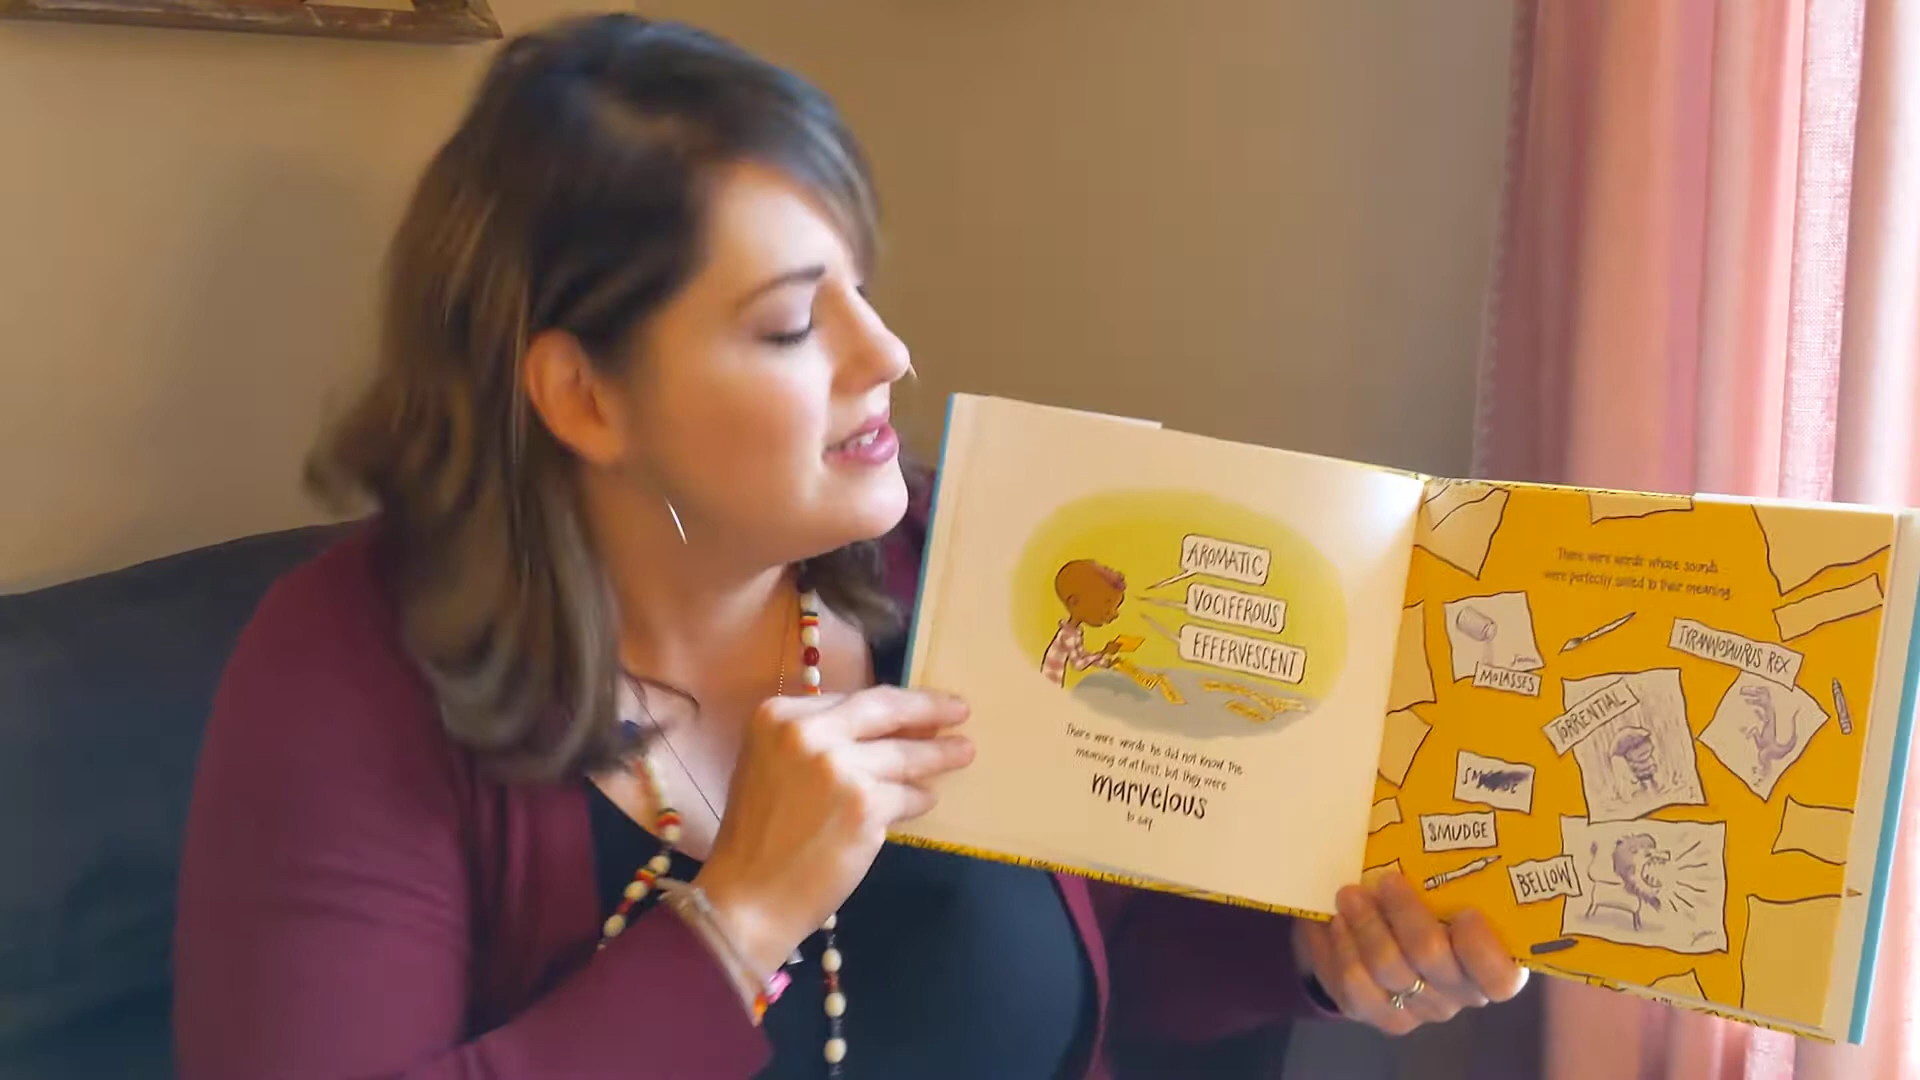 AROMATIC
VOCIFEROUS
EFFERVESCENT
There were words he did not know the
meaning of at first, but they were
marvelous
to say.
There were words whose sounds
were perfectly suited to their meaning.
MOLASSES
TYRANNOSAURUS REX
TORRENTIAL
SMUDGE
BELLOW